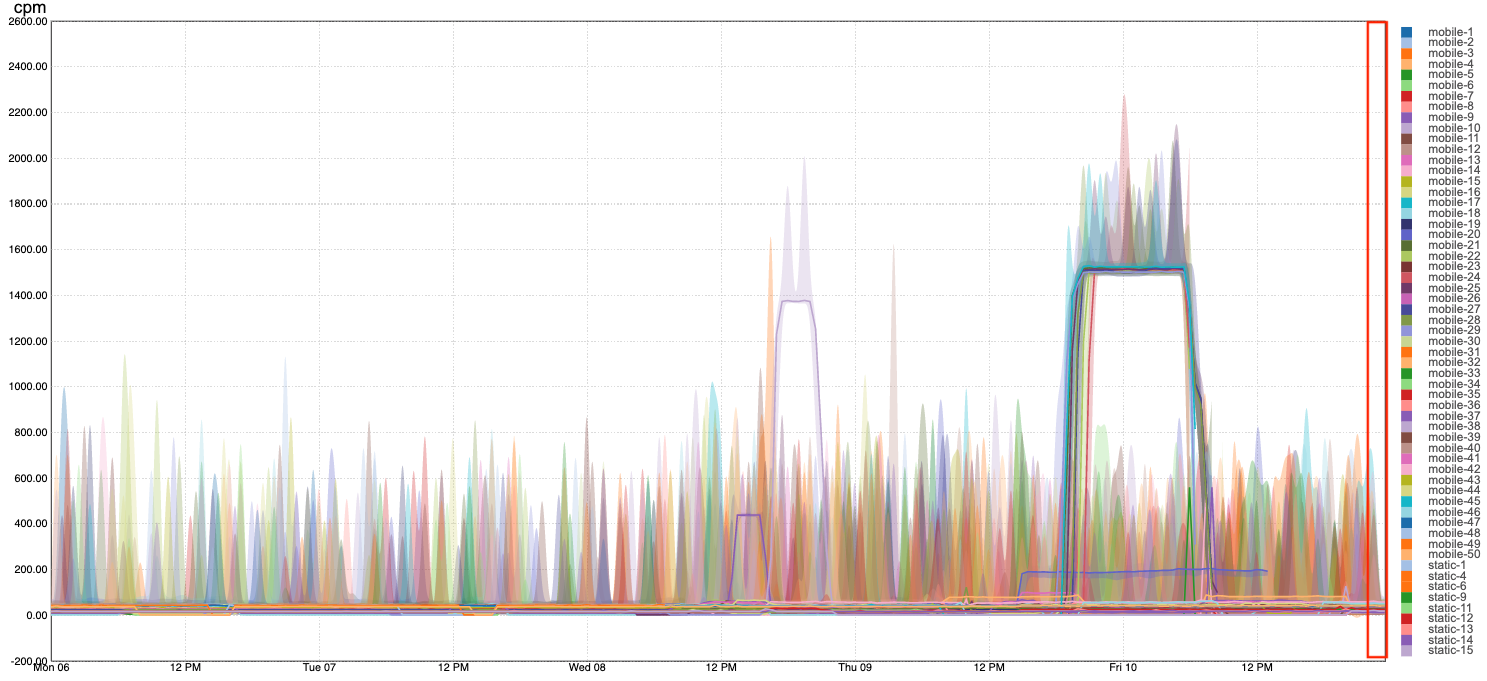 cpm
2600.00
2400.00
2200.00
2000.00
1800.00
1600.00
1400.00
1200.00
1000.00
800.00
600.00
400.00
200.00
0.00
-200.00
Mon 06
12 PM
Tue 07
12 PM
Wed 08
12 PM
Thu 09
12 PM
Fri 10
12 PM
mobile-1
mobile-2
mobile-3
mobile-4
mobile-5
mobile-6
mobile-7
mobile-8
mobile-9
mobile-10
mobile-11
mobile-12
mobile-13
mobile-14
mobile-15
mobile-16
mobile-17
mobile-18
mobile-19
mobile-20
mobile-21
mobile-22
mobile-23
mobile-24
mobile-25
mobile-26
mobile-27
mobile-28
mobile-29
mobile-30
mobile-31
mobile-32
mobile-33
mobile-34
mobile-35
mobile-36
mobile-37
mobile-38
mobile-39
mobile-40
mobile-41
mobile-42
mobile-43
mobile-44
mobile-45
mobile-46
mobile-47
mobile-48
mobile-49
mobile-50
static-1
static-4
static-6
static-9
static-11
static-12
static-13
static-14
static-15